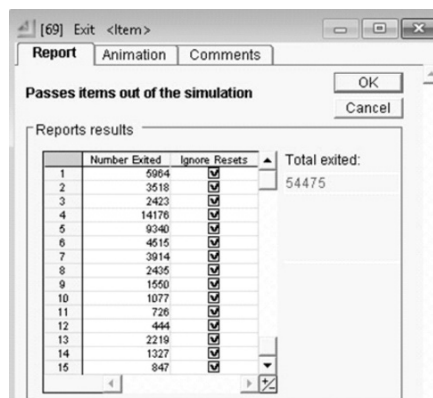 [69] Exit <Item>
Report Animation Comments
Passes items out of the simulation
OK
Cancel
Reports results
Number Exited Ignore Resets
1 5964
2 3518
3 2423
4 14176
5 9340
6 4515
7 3914
8 2435
9 1550
10 1077
11 726
12 444
13 2219
14 1327
15 847
Total exited:
54475